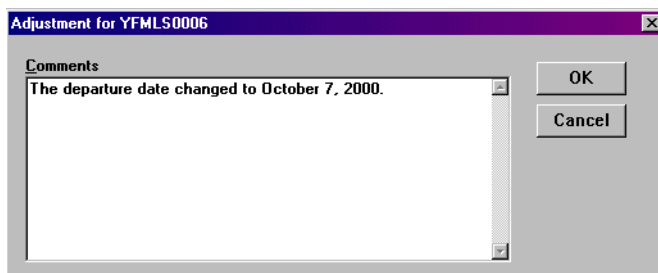 Adjustment for YFMLS0006
Comments
The departure date changed to October 7, 2000.
OK
Cancel